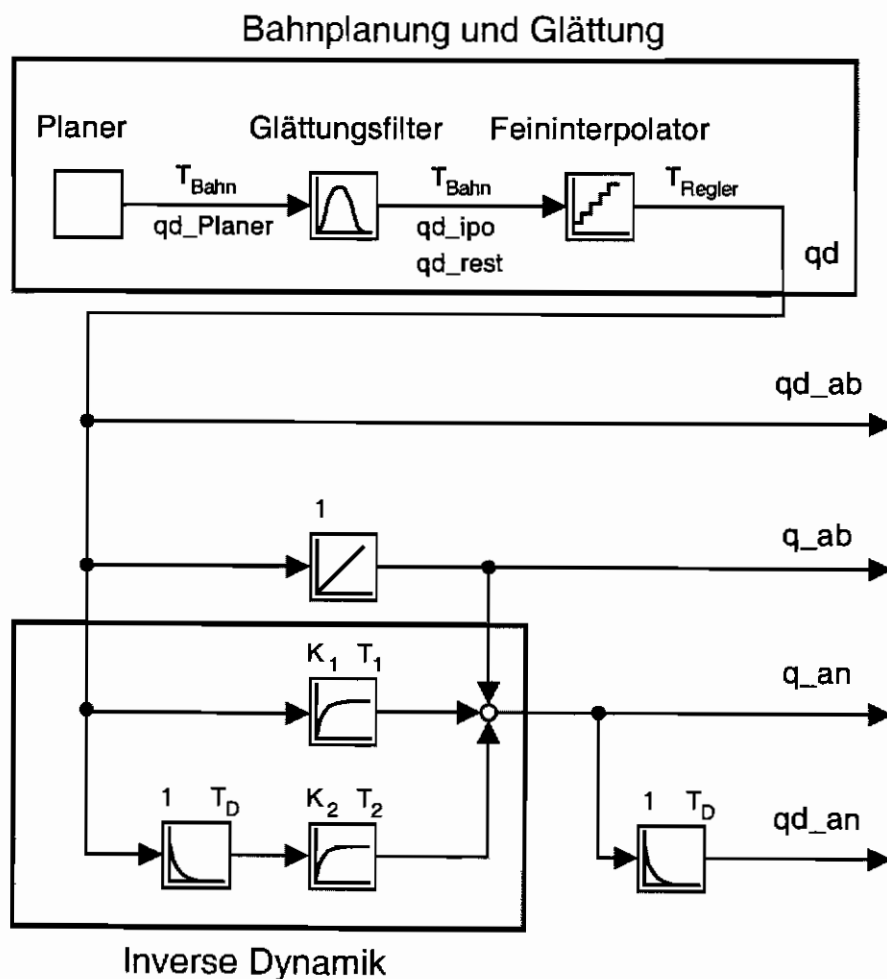 Bahnplanung und Glättung
Planer
Glättungsfilter
Feininterpolator
T_Bahn
T_Bahn
T_Regler
qd_Planer
qd_ipo
qd_rest
qd
qd_ab
1
q_ab
K_1 T_1
q_an
1 T_D
K_2 T_2
1 T_D
qd_an
Inverse Dynamik